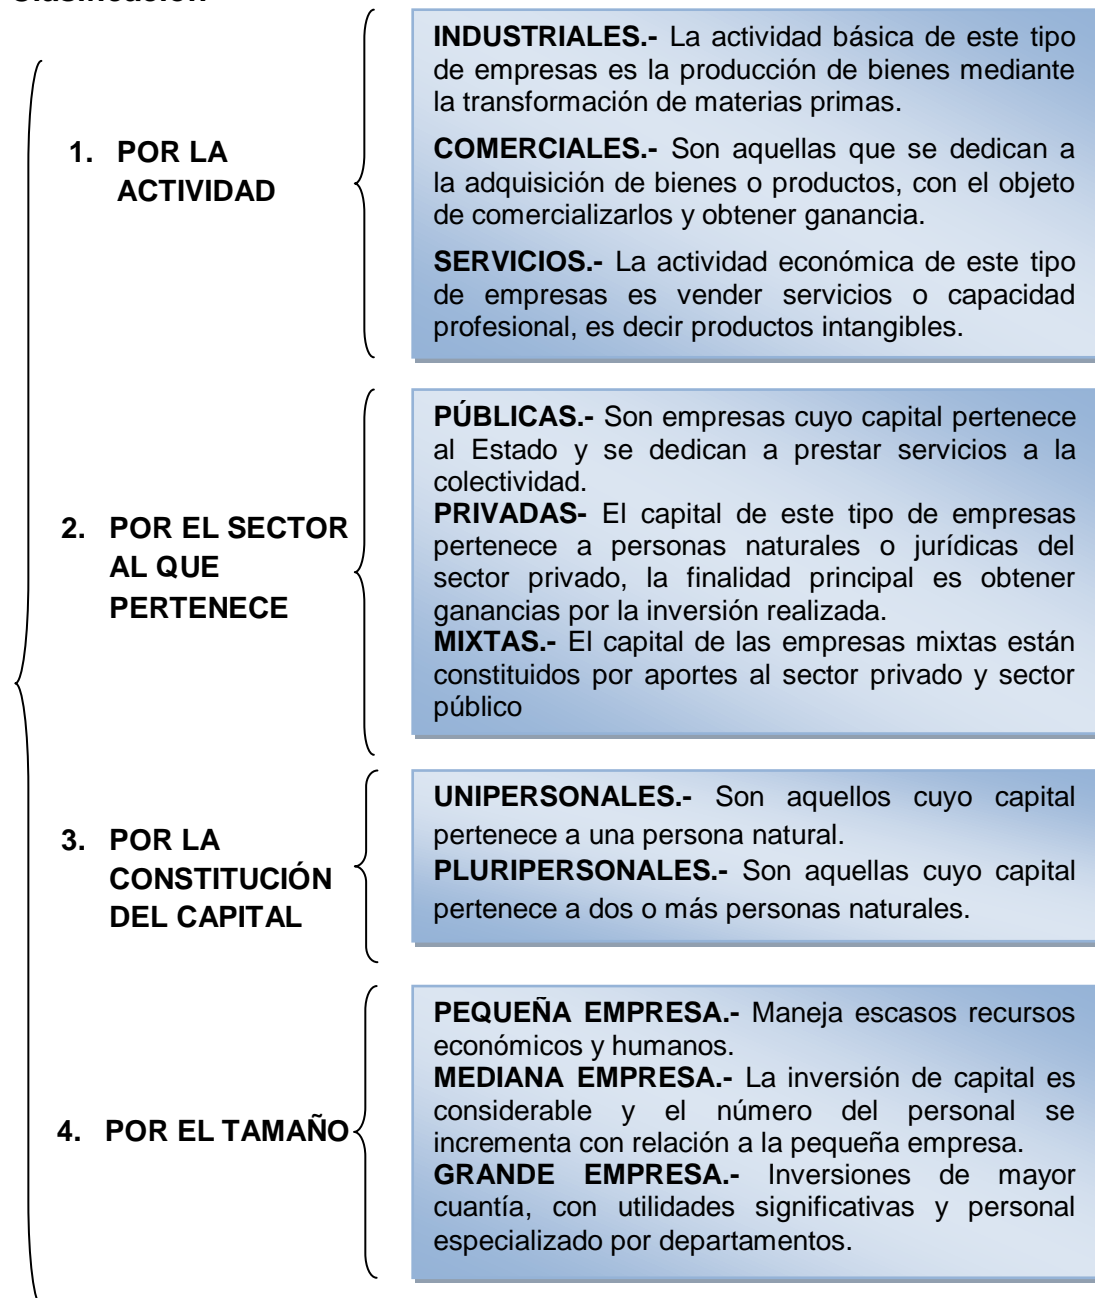 Clasificación
INDUSTRIALES.- La actividad básica de este tipo
de empresas es la producción de bienes mediante
la transformación de materias primas.
1. POR LA
ACTIVIDAD
COMERCIALES.- Son aquellas que se dedican a
la adquisición de bienes o productos, con el objeto
de comercializarlos y obtener ganancia.
SERVICIOS.- La actividad económica de este tipo
de empresas es vender servicios o capacidad
profesional, es decir productos intangibles.
2. POR EL SECTOR
AL QUE
PERTENECE
PÚBLICAS.- Son empresas cuyo capital pertenece
al Estado y se dedican a prestar servicios a la
colectividad.
PRIVADAS- El capital de este tipo de empresas
pertenece a personas naturales o jurídicas del
sector privado, la finalidad principal es obtener
ganancias por la inversión realizada.
MIXTAS.- El capital de las empresas mixtas están
constituidos por aportes al sector privado y sector
público
3. POR LA
CONSTITUCIÓN
DEL CAPITAL
UNIPERSONALES.- Son aquellos cuyo capital
pertenece a una persona natural.
PLURIPERSONALES.- Son aquellas cuyo capital
pertenece a dos o más personas naturales.
4. POR EL TAMAÑO
PEQUEÑA EMPRESA.- Maneja escasos recursos
económicos y humanos.
MEDIANA EMPRESA.- La inversión de capital es
considerable y el número del personal se
incrementa con relación a la pequeña empresa.
GRANDE EMPRESA.- Inversiones de mayor
cuantía, con utilidades significativas y personal
especializado por departamentos.